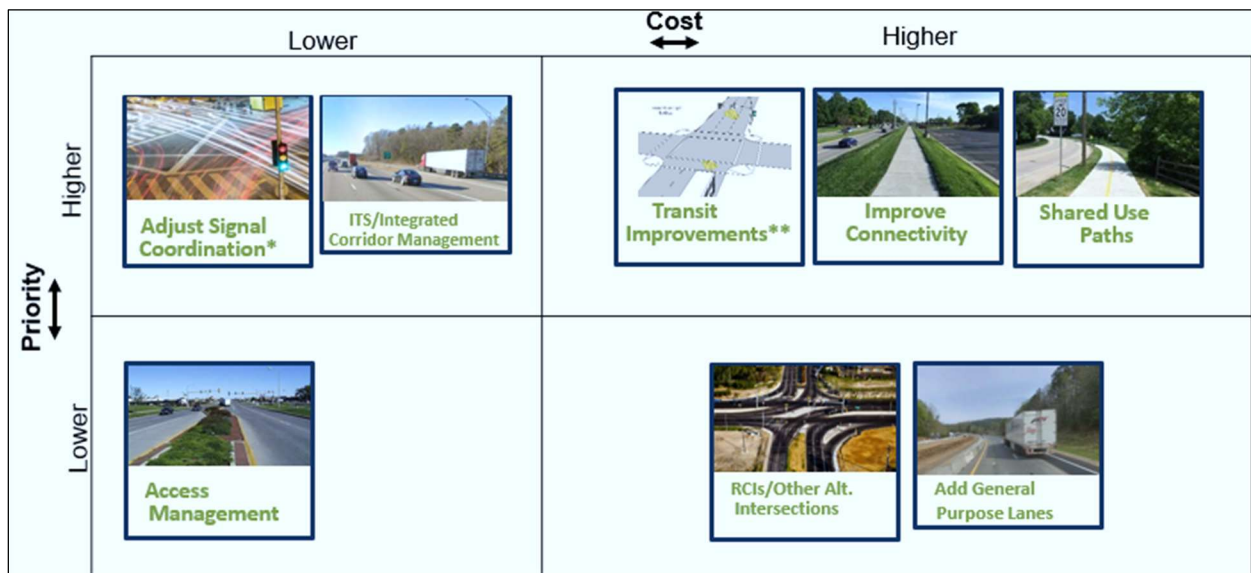 Cost
Lower
Higher
Priority
Higher
Adjust Signal
Coordination*
ITS/Integrated
Corridor Management
Transit
Improvements**
Improve
Connectivity
20
Shared Use
Paths
Lower
Access
Management
RCIs/Other Alt.
Intersections
Add General
Purpose Lanes